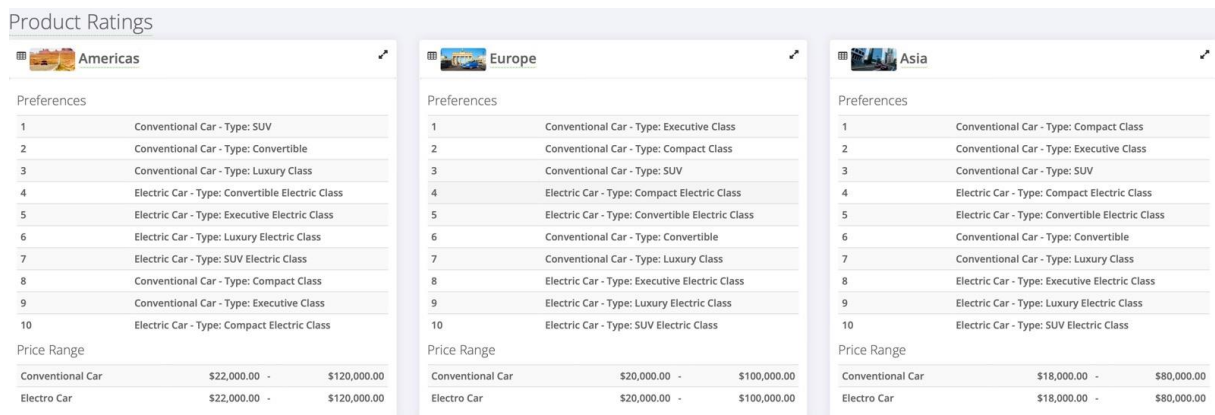 Product Ratings
Americas
Preferences
1 Conventional Car - Type: SUV
2 Conventional Car - Type: Convertible
3 Conventional Car - Type: Luxury Class
4 Electric Car - Type: Convertible Electric Class
5 Electric Car - Type: Executive Electric Class
6 Electric Car - Type: Luxury Electric Class
7 Electric Car - Type: SUV Electric Class
8 Conventional Car - Type: Compact Class
9 Conventional Car - Type: Executive Class
10 Electric Car - Type: Compact Electric Class
Price Range
Conventional Car $22,000.00 - $120,000.00
Electro Car $22,000.00 - $120,000.00
Europe
Preferences
1 Conventional Car - Type: Executive Class
2 Conventional Car - Type: Compact Class
3 Conventional Car - Type: SUV
4 Electric Car - Type: Compact Electric Class
5 Electric Car - Type: Convertible Electric Class
6 Conventional Car - Type: Convertible
7 Conventional Car - Type: Luxury Class
8 Electric Car - Type: Executive Electric Class
9 Electric Car - Type: Luxury Electric Class
10 Electric Car - Type: SUV Electric Class
Price Range
Conventional Car $20,000.00 - $100,000.00
Electro Car $20,000.00 - $100,000.00
Asia
Preferences
1 Conventional Car - Type: Compact Class
2 Conventional Car - Type: Executive Class
3 Conventional Car - Type: SUV
4 Electric Car - Type: Compact Electric Class
5 Electric Car - Type: Convertible Electric Class
6 Conventional Car - Type: Convertible
7 Conventional Car - Type: Luxury Class
8 Electric Car - Type: Executive Electric Class
9 Electric Car - Type: Luxury Electric Class
10 Electric Car - Type: SUV Electric Class
Price Range
Conventional Car $18,000.00 - $80,000.00
Electro Car $18,000.00 - $80,000.00